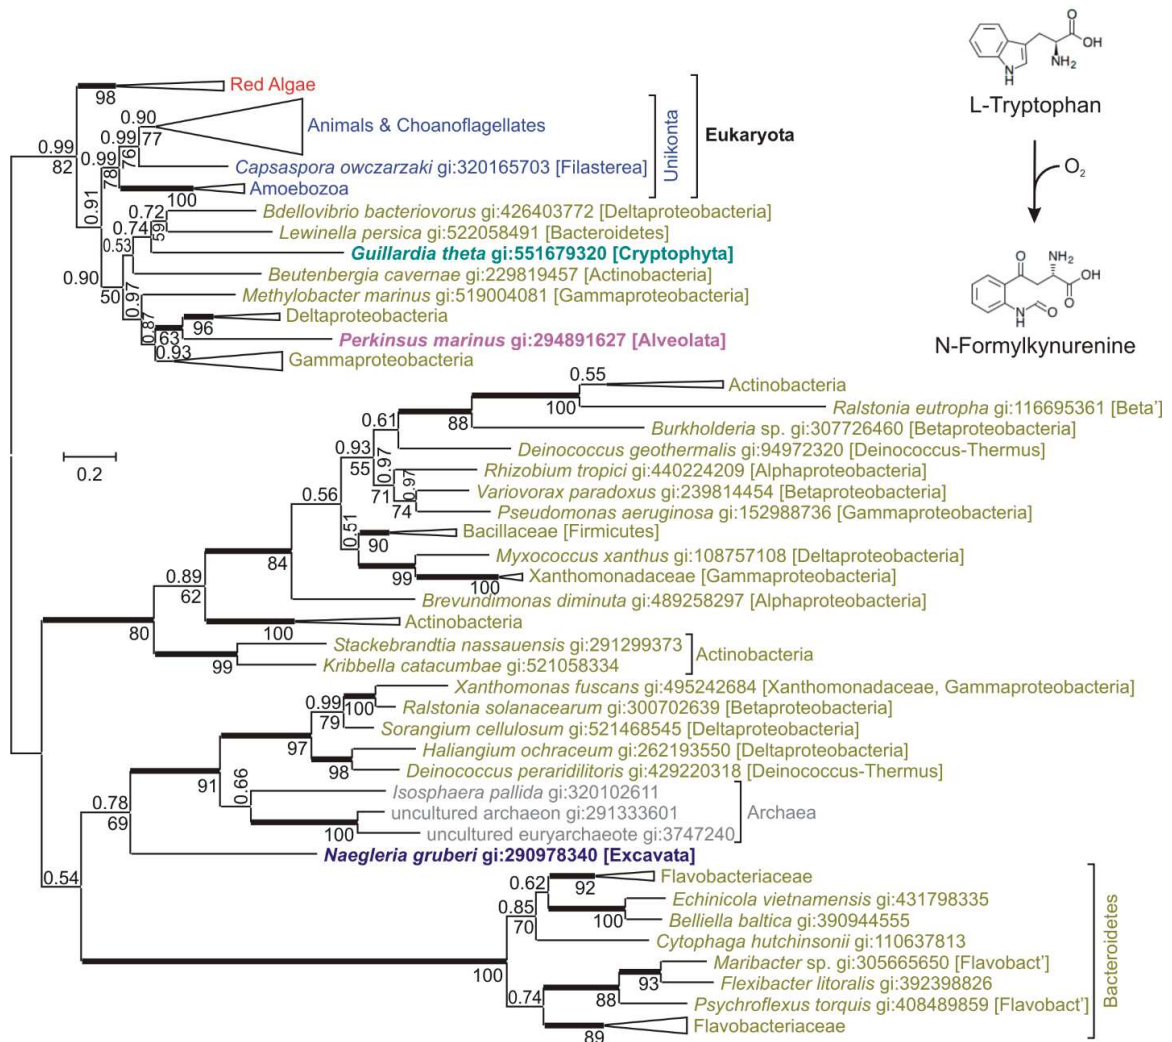 L-Tryptophan
O₂
N-Formylkynurenine
O
OH
NH₂
N
H
O
NH₂
OH
O
N
H
O
0.99
82
98
Red Algae
0.90
77
Animals & Choanoflagellates
0.99
76
Capsaspora owczarzaki gi:320165703 [Filasterea]
0.99
78
100
Amoebozoa
Unikonta
Eukaryota
0.91
0.72
59
Bdellovibrio bacteriovorus gi:426403772 [Deltaproteobacteria]
0.74
Lewinella persica gi:522058491 [Bacteroidetes]
0.53
Guillardia theta gi:551679320 [Cryptophyta]
0.90
50
Beutenbergia cavernae gi:229819457 [Actinobacteria]
0.97
Methylobacter marinus gi:519004081 [Gammaproteobacteria]
0.87
96
Deltaproteobacteria
63
Perkinsus marinus gi:294891627 [Alveolata]
0.93
Gammaproteobacteria
0.2
0.55
Actinobacteria
100
Ralstonia eutropha gi:116695361 [Beta']
88
Burkholderia sp. gi:307726460 [Betaproteobacteria]
0.61
Deinococcus geothermalis gi:94972320 [Deinococcus-Thermus]
0.93
55
0.97
Rhizobium tropici gi:440224209 [Alphaproteobacteria]
71
0.97
Variovorax paradoxus gi:239814454 [Betaproteobacteria]
74
Pseudomonas aeruginosa gi:152988736 [Gammaproteobacteria]
0.56
0.51
90
Bacillaceae [Firmicutes]
Myxococcus xanthus gi:108757108 [Deltaproteobacteria]
99
100
Xanthomonadaceae [Gammaproteobacteria]
84
Brevundimonas diminuta gi:489258297 [Alphaproteobacteria]
0.89
62
100
Actinobacteria
80
Stackebrandtia nassauensis gi:291299373
99
Kribbella catacumbae gi:521058334
Actinobacteria
Xanthomonas fuscans gi:495242684 [Xanthomonadaceae, Gammaproteobacteria]
0.99
79
100
Ralstonia solanacearum gi:300702639 [Betaproteobacteria]
Sorangium cellulosum gi:521468545 [Deltaproteobacteria]
97
Haliangium ochraceum gi:262193550 [Deltaproteobacteria]
98
Deinococcus peraridilitoris gi:429220318 [Deinococcus-Thermus]
91
0.66
Isosphaera pallida gi:320102611
uncultured archaeon gi:291333601
100
uncultured euryarchaeote gi:3747240
Archaea
0.78
69
Naegleria gruberi gi:290978340 [Excavata]
0.54
0.62
92
Flavobacteriaceae
Echinicola vietnamensis gi:431798335
0.85
70
100
Belliella baltica gi:390944555
Cytophaga hutchinsonii gi:110637813
100
Maribacter sp. gi:305665650 [Flavobact']
93
Flexibacter litoralis gi:392398826
0.74
88
Psychroflexus torquis gi:408489859 [Flavobact']
89
Flavobacteriaceae
Bacteroidetes